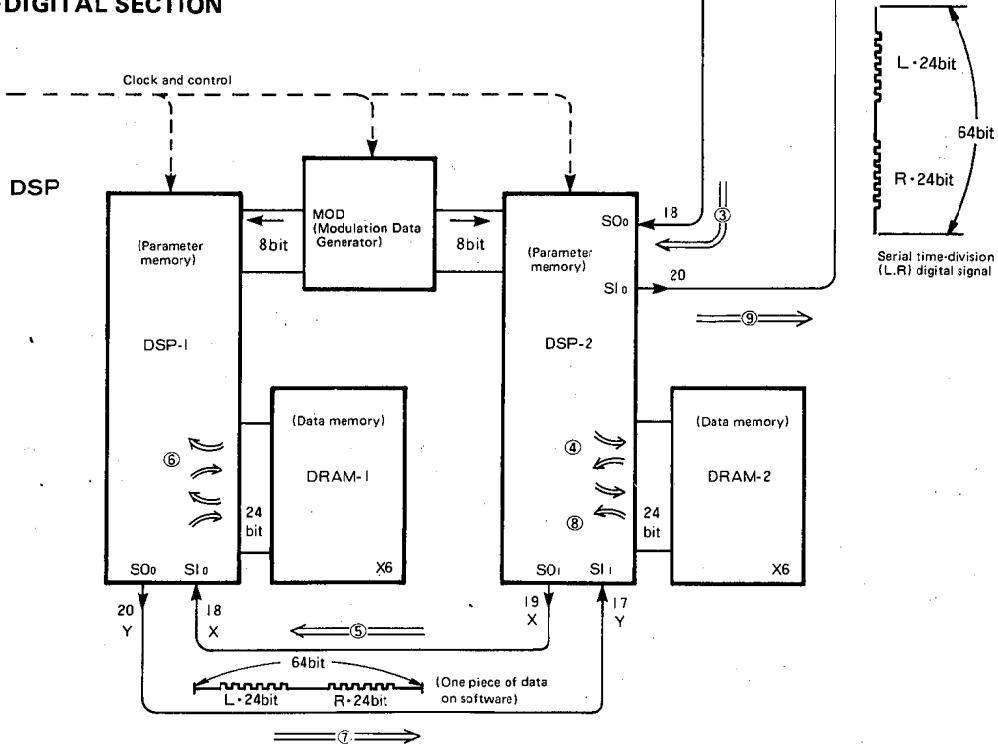 DIGITAL SECTION
Clock and control
DSP
MOD
(Modulation Data
Generator)
8bit
8bit
(Parameter
memory)
DSP-1
(Parameter
memory)
DSP-2
SO0
18
③
SI0
20
⑨
L·24bit
64bit
R·24bit
Serial time-division
(L.R) digital signal
(Data memory)
DRAM-1
24
bit
X6
⑥
(Data memory)
DRAM-2
24
bit
X6
④
⑧
SO0
SI0
SO1
SI1
20
Y
18
X
19
X
17
Y
⑤
64bit
L·24bit
R·24bit
(One piece of data
on software)
⑦